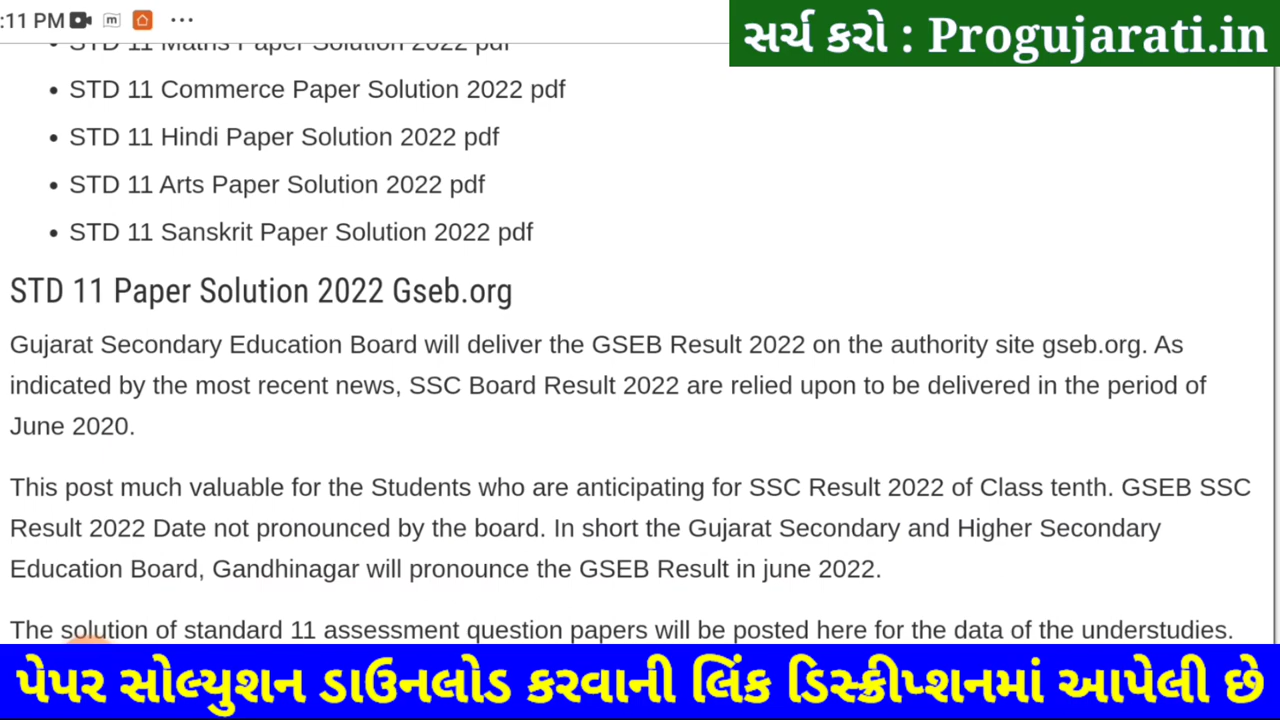 :11 PM
સર્ચ કરો : Progujarati.in
STD 11 Maths Paper Solution 2022 pdf
• STD 11 Commerce Paper Solution 2022 pdf
• STD 11 Hindi Paper Solution 2022 pdf
• STD 11 Arts Paper Solution 2022 pdf
• STD 11 Sanskrit Paper Solution 2022 pdf
STD 11 Paper Solution 2022 Gseb.org
Gujarat Secondary Education Board will deliver the GSEB Result 2022 on the authority site gseb.org. As
indicated by the most recent news, SSC Board Result 2022 are relied upon to be delivered in the period of
June 2020.
This post much valuable for the Students who are anticipating for SSC Result 2022 of Class tenth. GSEB SSC
Result 2022 Date not pronounced by the board. In short the Gujarat Secondary and Higher Secondary
Education Board, Gandhinagar will pronounce the GSEB Result in june 2022.
The solution of standard 11 assessment question papers will be posted here for the data of the understudies.
પેપર સોલ્યુશન ડાઉનલોડ કરવાની લિંક ડિસ્ક્રીપ્શનમાં આપેલી છે